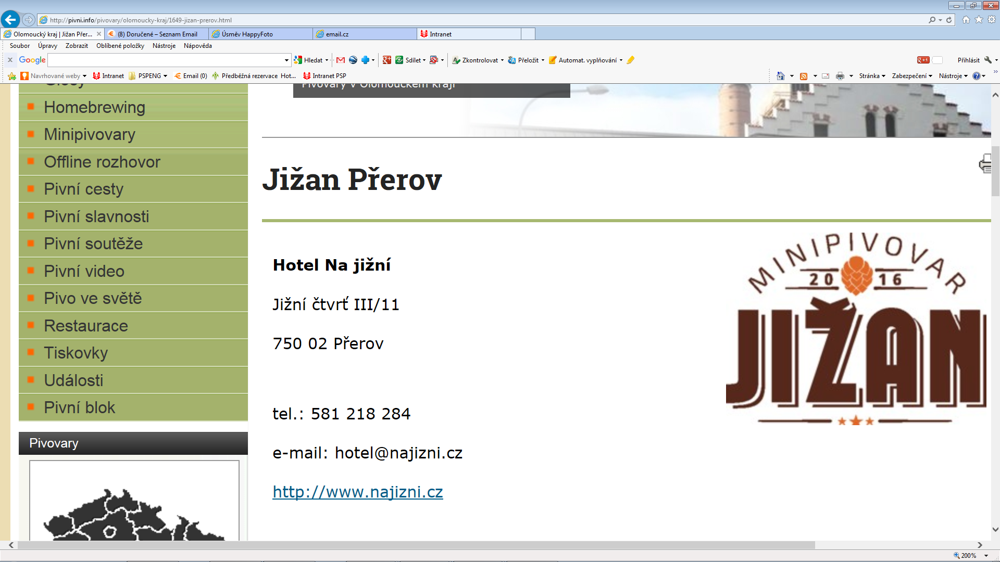 http://pivni.info/pivovary/olomoucky-kraj/1649-jizan-prerov.html
Olomoucký kraj | Jižan Přer...
(8) Doručené – Seznam Email
Úsměv HappyFoto
email.cz
Intranet
Soubor Úpravy Zobrazit Oblíbené položky Nástroje Nápověda
x Google Hledat Sdílet Zkontrolovat Přeložit Automat. vyplňování +1 Přihlásit
Navrhované weby Intranet PSPENG Email (0) Předběžná rezervace Hot... Intranet PSP Stránka Zabezpečení Nástroje
Pivovary v Olomouckém kraji
Homebrewing
Minipivovary
Offline rozhovor
Pivní cesty
Pivní slavnosti
Pivní soutěže
Pivní video
Pivo ve světě
Restaurace
Tiskovky
Události
Pivní blok
Pivovary
Jižan Přerov
Hotel Na jižní
Jižní čtvrť III/11
750 02 Přerov
tel.: 581 218 284
e-mail: hotel@najizni.cz
http://www.najizni.cz
MINIPIVOVAR
2016
JIŽAN
200%